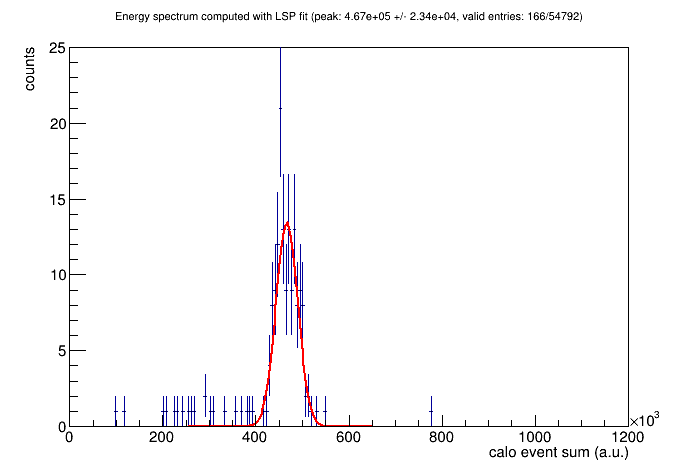 Energy spectrum computed with LSP fit (peak: 4.67e+05 +/- 2.34e+04, valid entries: 166/54792)
counts
25
20
15
10
5
0
0 200 400 600 800 1000 1200
×10³
calo event sum (a.u.)